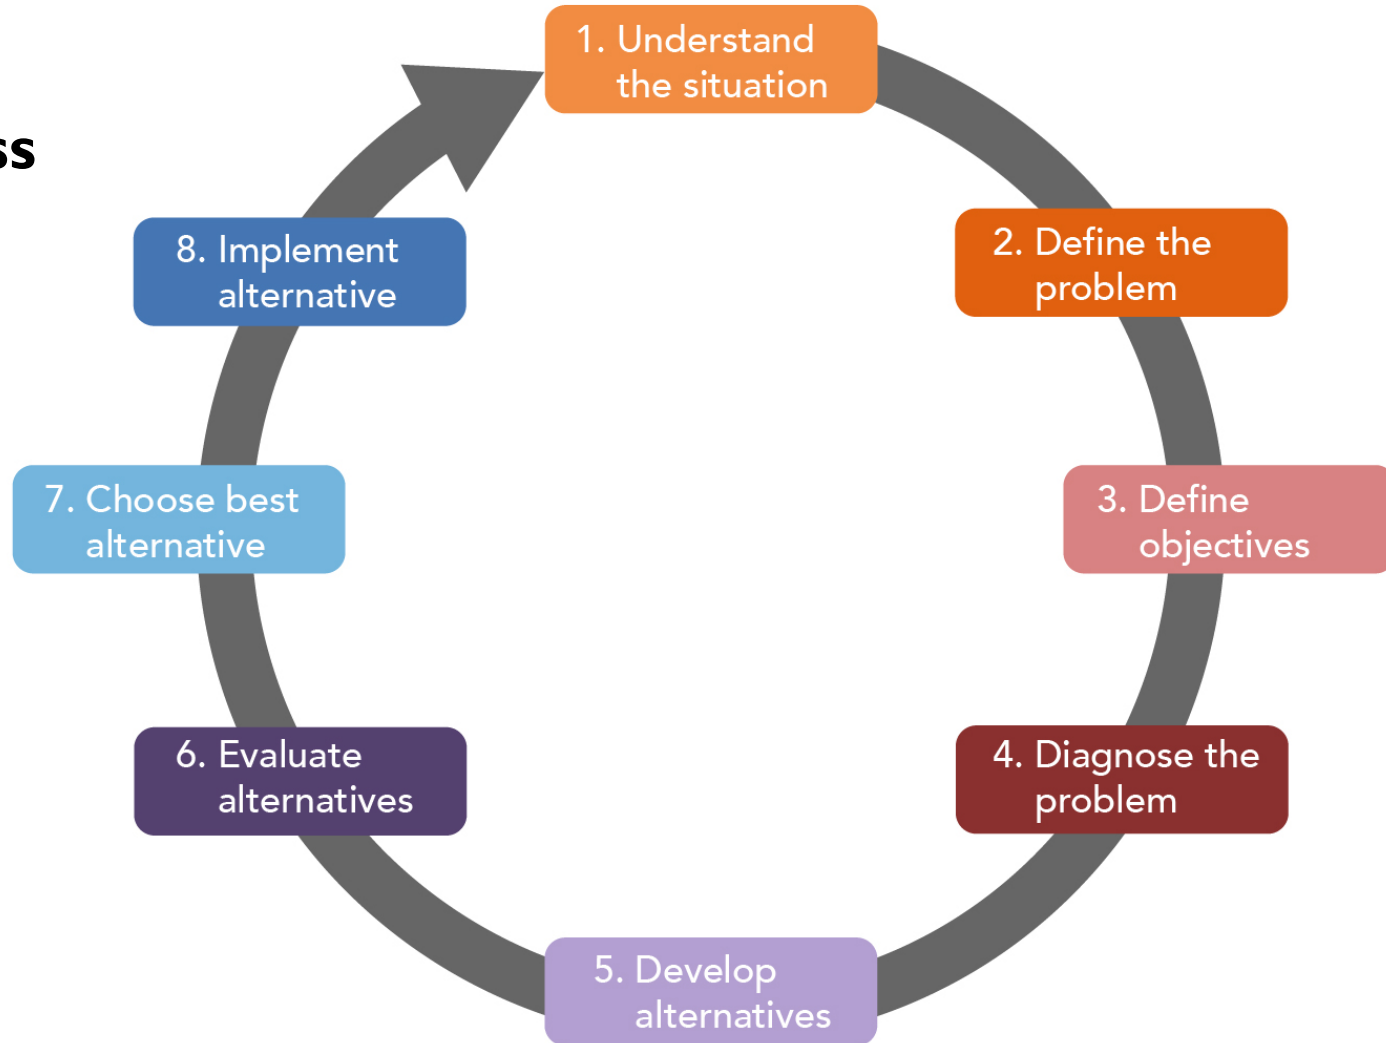 ss
1. Understand
the situation
2. Define the
problem
3. Define
objectives
4. Diagnose the
problem
5. Develop
alternatives
6. Evaluate
alternatives
7. Choose best
alternative
8. Implement
alternative